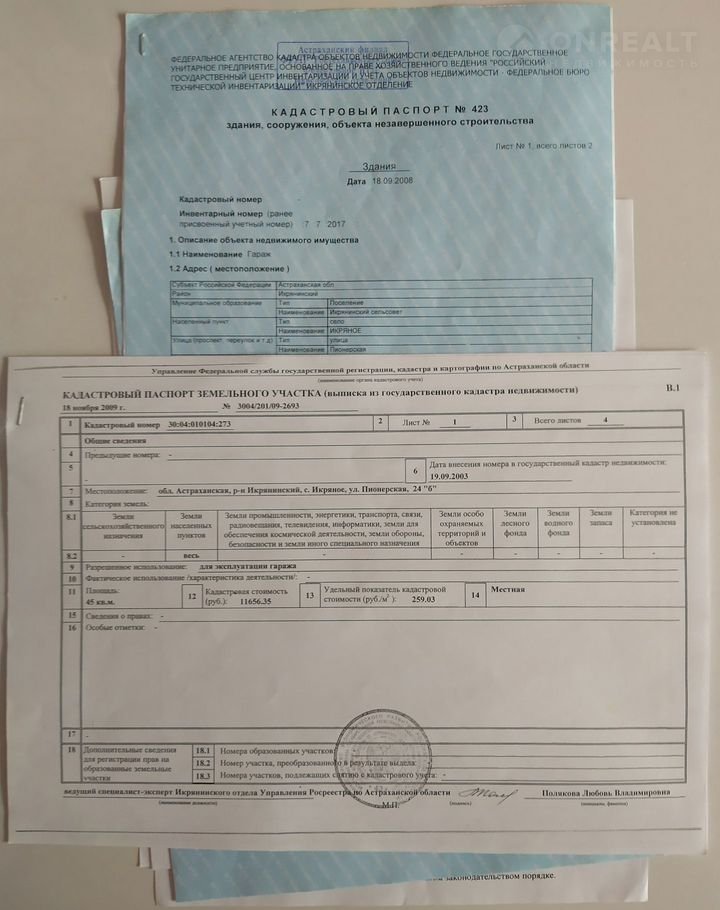 ONREALT
НЕДВИЖИМОСТЬ
Астраханский филиал
ФЕДЕРАЛЬНОЕ АГЕНТСТВО КАДАСТРА ОБЪЕКТОВ НЕДВИЖИМОСТИ ФЕДЕРАЛЬНОЕ ГОСУДАРСТВЕННОЕ
УНИТАРНОЕ ПРЕДПРИЯТИЕ, ОСНОВАННОЕ НА ПРАВЕ ХОЗЯЙСТВЕННОГО ВЕДЕНИЯ "РОССИЙСКИЙ
ГОСУДАРСТВЕННЫЙ ЦЕНТР ИНВЕНТАРИЗАЦИИ И УЧЕТА ОБЪЕКТОВ НЕДВИЖИМОСТИ - ФЕДЕРАЛЬНОЕ БЮРО
ТЕХНИЧЕСКОЙ ИНВЕНТАРИЗАЦИИ" ИКРЯНИНСКОЕ ОТДЕЛЕНИЕ
КАДАСТРОВЫЙ ПАСПОРТ № 423
здания, сооружения, объекта незавершенного строительства
Лист № 1, всего листов 2
Здания
Дата 18.09.2008
Кадастровый номер -
Инвентарный номер (ранее
присвоенный учетный номер) 7 7 2017
1. Описание объекта недвижимого имущества
1.1 Наименование Гараж
1.2 Адрес ( местоположение )
Субъект Российской Федерации Астраханская обл
Район Икрянинский
Муниципальное образование Тип Поселение
Наименование Икрянинский сельсовет
Населенный пункт Тип село
Наименование ИКРЯНОЕ
Улица (проспект, переулок и т д) Тип улица
Наименование Пионерская
Управление Федеральной службы государственной регистрации, кадастра и картографии по Астраханской области
(наименование органа кадастрового учета)
КАДАСТРОВЫЙ ПАСПОРТ ЗЕМЕЛЬНОГО УЧАСТКА (выписка из государственного кадастра недвижимости) В.1
18 ноября 2009 г. № 3004/201/09-2693
1 Кадастровый номер 30:04:010104:273 2 Лист № 1 3 Всего листов 4
Общие сведения
4 Предыдущие номера: -
5 - 6 Дата внесения номера в государственный кадастр недвижимости:
19.09.2003
7 Местоположение: обл. Астраханская, р-н Икрянинский, с. Икряное, ул. Пионерская, 24 "б"
8 Категория земель:
8.1 Земли сельскохозяйственного назначения Земли населенных пунктов Земли промышленности, энергетики, транспорта, связи, радиовещания, телевидения, информатики, земли для обеспечения космической деятельности, земли обороны, безопасности и земли иного специального назначения Земли особо охраняемых территорий и объектов Земли лесного фонда Земли водного фонда Земли запаса Категория не установлена
8.2 - весь - - - - - -
9 Разрешенное использование: для эксплуатации гаража
10 Фактическое использование /характеристика деятельности/: -
11 Площадь: 12 Кадастровая стоимость 13 Удельный показатель кадастровой 14 Местная
45 кв.м. (руб.): 11656.35 стоимости (руб./м²): 259.03
15 Сведения о правах: -
16 Особые отметки: -
17 -
18 Дополнительные сведения для регистрации прав на образованные земельные участки
18.1 Номера образованных участков:
18.2 Номер участка, преобразованного в результате выдела:
18.3 Номера участков, подлежащих снятию с кадастрового учета: -
ведущий специалист-эксперт Икрянинского отдела Управления Росреестра по Астраханской области Полякова Любовь Владимировна
(наименование должности) М.П. (подпись) (инициалы, фамилия)
законодательством порядке.